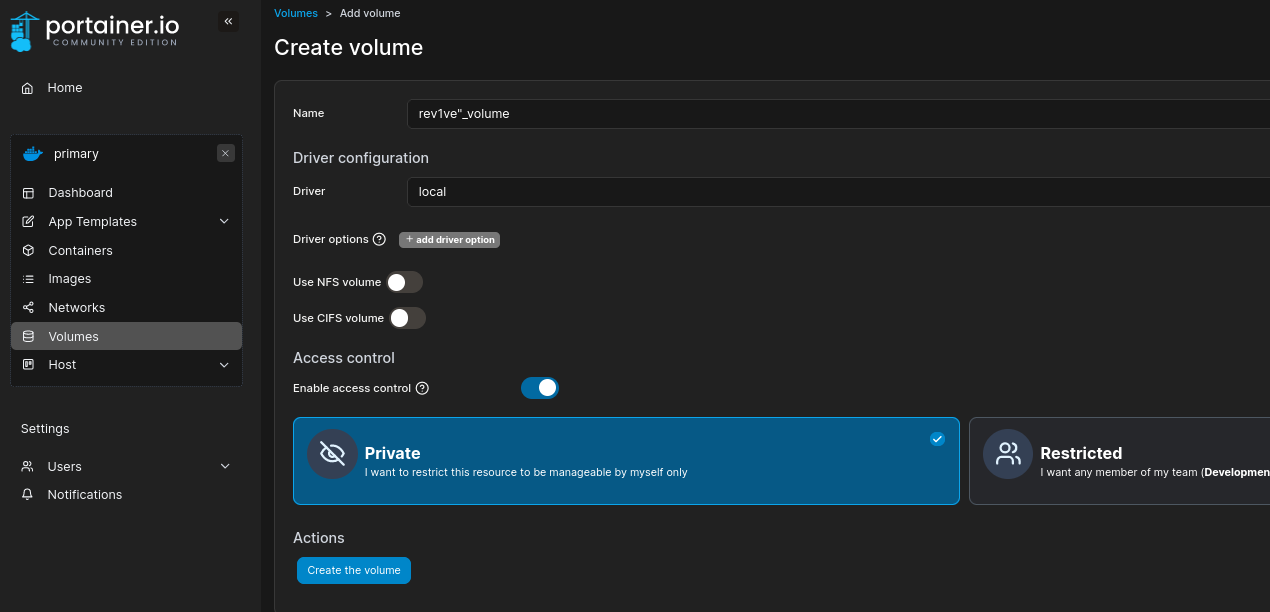 portainer.io
COMMUNITY EDITION
«
Home
primary
Dashboard
App Templates
Containers
Images
Networks
Volumes
Host
Settings
Users
Notifications
Volumes > Add volume
Create volume
Name rev1ve"_volume
Driver configuration
Driver local
Driver options + add driver option
Use NFS volume
Use CIFS volume
Access control
Enable access control
Private
I want to restrict this resource to be manageable by myself only
Restricted
I want any member of my team (Developmen
Actions
Create the volume